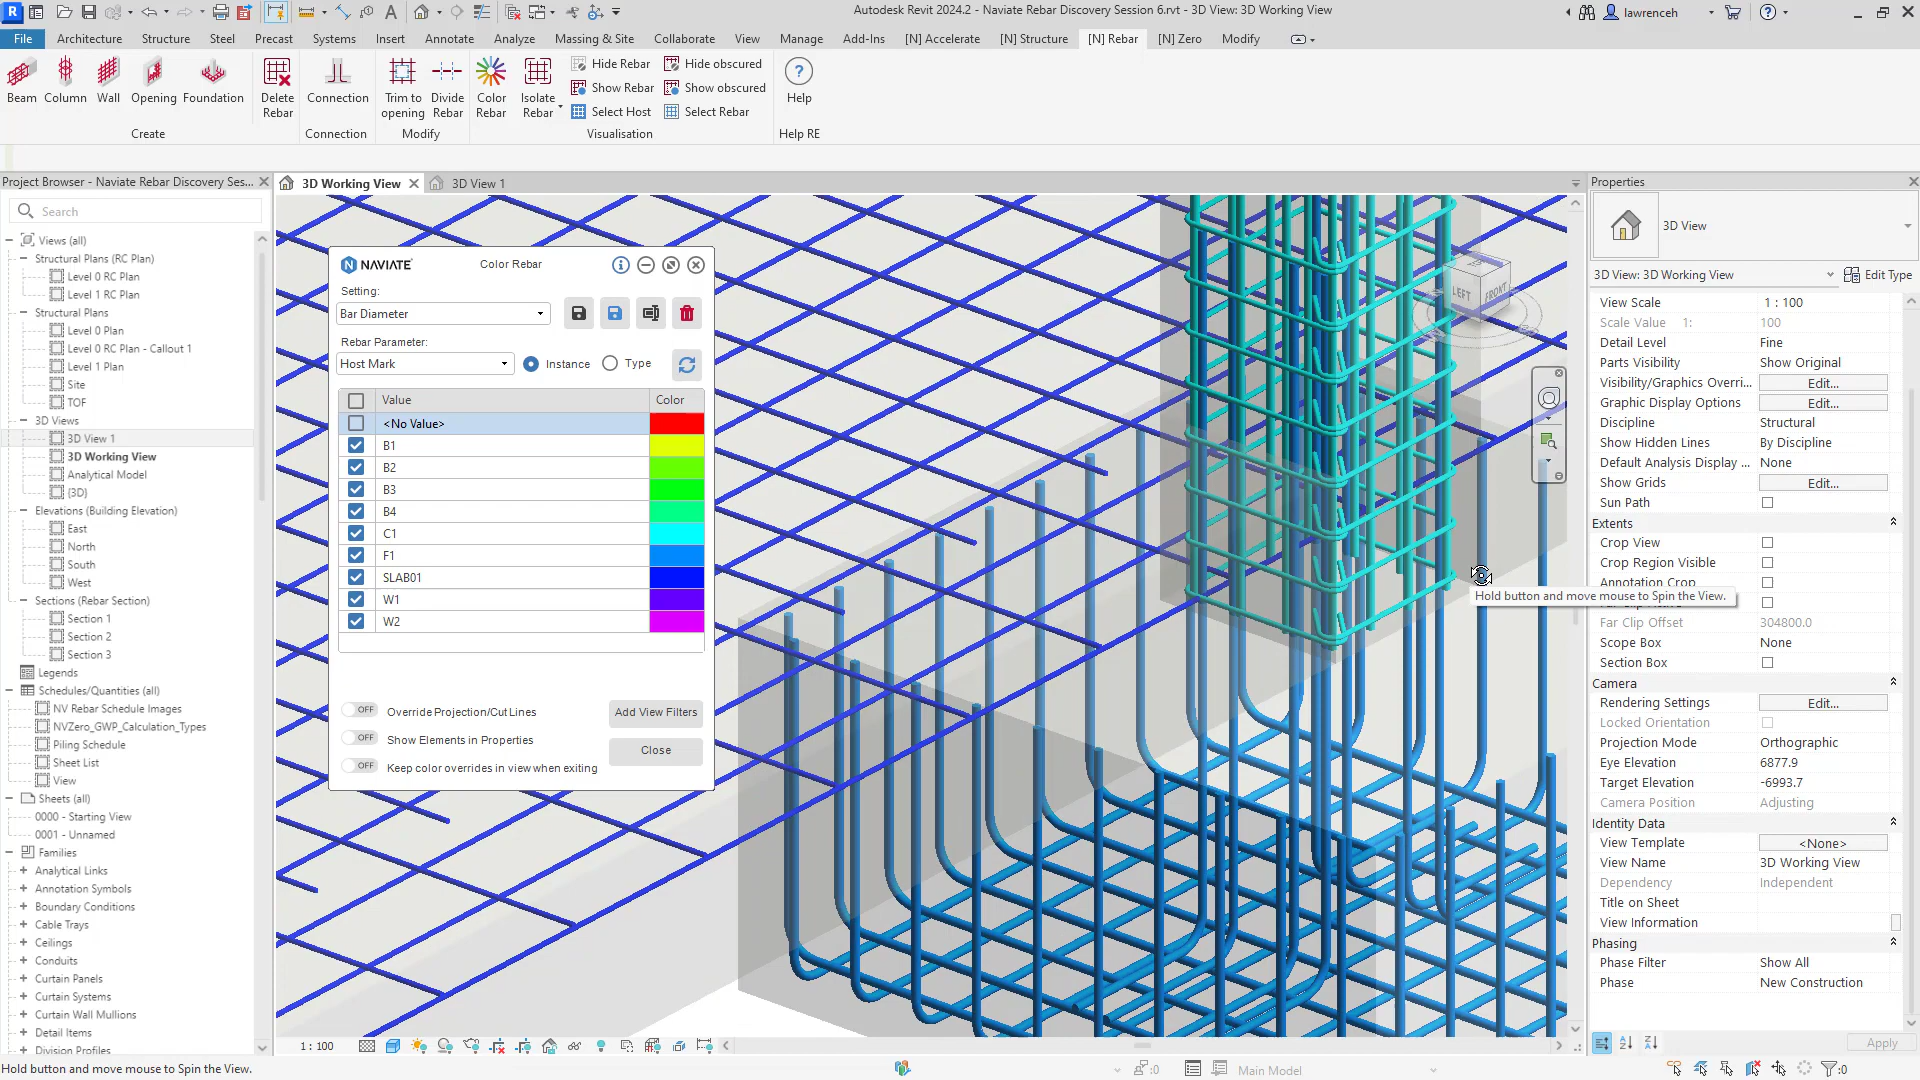 Autodesk Revit 2024.2 - Naviate Rebar Discovery Session 6.rvt - 3D View: 3D Working View
lawrenceh
File
Architecture
Structure
Steel
Precast
Systems
Insert
Annotate
Analyze
Massing & Site
Collaborate
View
Manage
Add-Ins
[N] Accelerate
[N] Structure
[N] Rebar
[N] Zero
Modify
Beam
Column
Wall
Opening
Foundation
Delete
Rebar
Connection
Trim to
opening
Divide
Rebar
Color
Rebar
Isolate
Rebar
Hide Rebar
Show Rebar
Select Host
Hide obscured
Show obscured
Select Rebar
Help
Create
Connection
Modify
Visualisation
Help RE
Project Browser - Naviate Rebar Discovery Ses...
Search
Views (all)
Structural Plans (RC Plan)
Level 0 RC Plan
Level 1 RC Plan
Structural Plans
Level 0 Plan
Level 0 RC Plan - Callout 1
Level 1 Plan
Site
TOF
3D Views
3D View 1
3D Working View
Analytical Model
{3D}
Elevations (Building Elevation)
East
North
South
West
Sections (Rebar Section)
Section 1
Section 2
Section 3
Legends
Schedules/Quantities (all)
NV Rebar Schedule Images
NVZero_GWP_Calculation_Types
Piling Schedule
Sheet List
View
Sheets (all)
0000 - Starting View
0001 - Unnamed
Families
Analytical Links
Annotation Symbols
Boundary Conditions
Cable Trays
Ceilings
Conduits
Curtain Panels
Curtain Systems
Curtain Wall Mullions
Detail Items
Division Profiles
3D Working View
3D View 1
NAVIATE
Color Rebar
Setting:
Bar Diameter
Rebar Parameter:
Host Mark
Instance
Type
Value
Color
<No Value>
B1
B2
B3
B4
C1
F1
SLAB01
W1
W2
OFF
Override Projection/Cut Lines
OFF
Show Elements in Properties
OFF
Keep color overrides in view when exiting
Add View Filters
Close
LEFT
FRONT
Hold button and move mouse to Spin the View.
Properties
3D View
3D View: 3D Working View
Edit Type
View Scale
1 : 100
Scale Value 1:
100
Detail Level
Fine
Parts Visibility
Show Original
Visibility/Graphics Overri...
Edit...
Graphic Display Options
Edit...
Discipline
Structural
Show Hidden Lines
By Discipline
Default Analysis Display ...
None
Show Grids
Edit...
Sun Path
Extents
Crop View
Crop Region Visible
Annotation Crop
Far Clip Offset
304800.0
Scope Box
None
Section Box
Camera
Rendering Settings
Edit...
Locked Orientation
Projection Mode
Orthographic
Eye Elevation
6877.9
Target Elevation
-6993.7
Camera Position
Adjusting
Identity Data
View Template
<None>
View Name
3D Working View
Dependency
Independent
Title on Sheet
View Information
Phasing
Phase Filter
Show All
Phase
New Construction
Apply
1 : 100
Hold button and move mouse to Spin the View.
:0
Main Model
:0